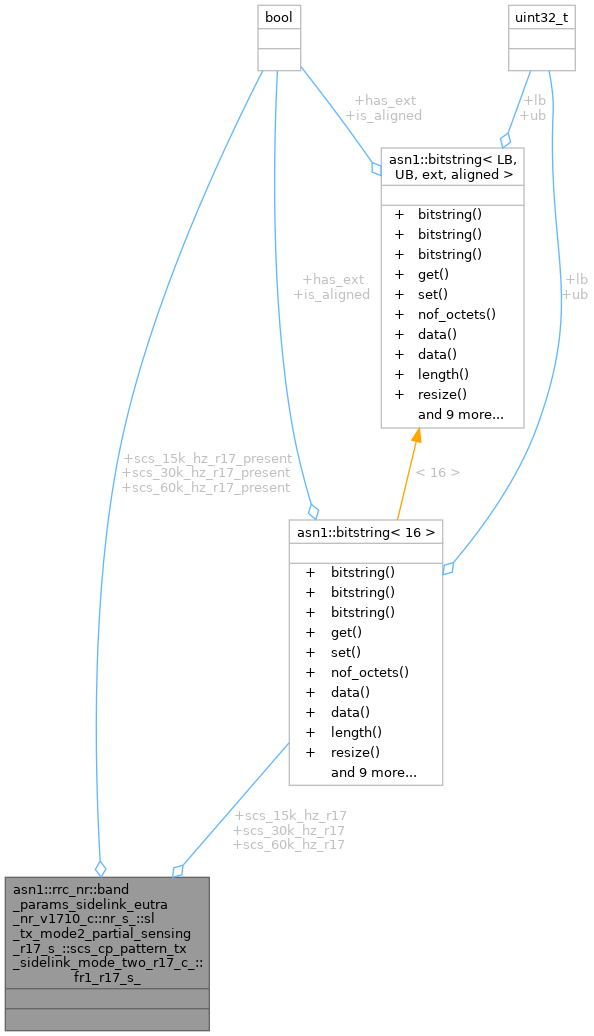 bool
uint32_t
+has_ext
+is_aligned
+lb
+ub
asn1::bitstring< LB,
UB, ext, aligned >
+ bitstring()
+ bitstring()
+ bitstring()
+ get()
+ set()
+ nof_octets()
+ data()
+ data()
+ length()
+ resize()
and 9 more...
+has_ext
+is_aligned
+lb
+ub
+scs_15k_hz_r17_present
+scs_30k_hz_r17_present
+scs_60k_hz_r17_present
< 16 >
asn1::bitstring< 16 >
+ bitstring()
+ bitstring()
+ bitstring()
+ get()
+ set()
+ nof_octets()
+ data()
+ data()
+ length()
+ resize()
and 9 more...
+scs_15k_hz_r17
+scs_30k_hz_r17
+scs_60k_hz_r17
asn1::rrc_nr::band
_params_sidelink_eutra
_nr_v1710_c::nr_s_::sl
_tx_mode2_partial_sensing
_r17_s_::scs_cp_pattern_tx
_sidelink_mode_two_r17_c_::
fr1_r17_s_